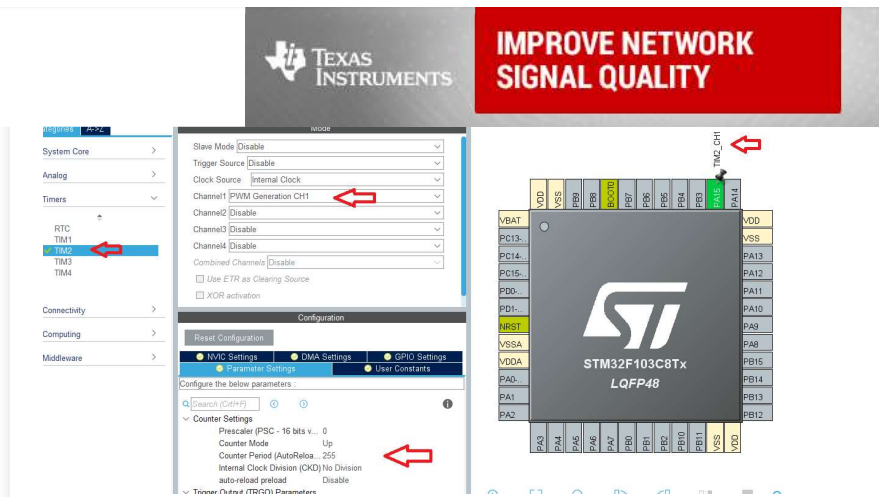 TEXAS
INSTRUMENTS
IMPROVE NETWORK
SIGNAL QUALITY
A->Z
System Core
Analog
Timers
RTC
TIM1
TIM2
TIM3
TIM4
Connectivity
Computing
Middleware
Mode
Slave Mode Disable
Trigger Source Disable
Clock Source Internal Clock
Channel1 PWM Generation CH1
Channel2 Disable
Channel3 Disable
Channel4 Disable
Combined Channels Disable
Use ETR as Clearing Source
XOR activation
Configuration
Reset Configuration
NVIC Settings DMA Settings GPIO Settings
Parameter Settings User Constants
Configure the below parameters :
Search (Crtl+F)
Counter Settings
Prescaler (PSC - 16 bits v... 0
Counter Mode Up
Counter Period (AutoReloa... 255
Internal Clock Division (CKD) No Division
auto-reload preload Disable
Trigger Output (TRGO) Parameters
TIM2_CH1
VDD VSS PB9 PB8 BOOT0 PB7 PB6 PB5 PB4 PB3 PA15 PA14
VBAT
PC13-..
PC14-..
PC15-..
PD0-..
PD1-..
NRST
VSSA
VDDA
PA0-..
PA1
PA2
STM32F103C8Tx
LQFP48
VDD
VSS
PA13
PA12
PA11
PA10
PA9
PA8
PB15
PB14
PB13
PB12
PA3 PA4 PA5 PA6 PA7 PB0 PB1 PB2 PB10 PB11 VSS VDD